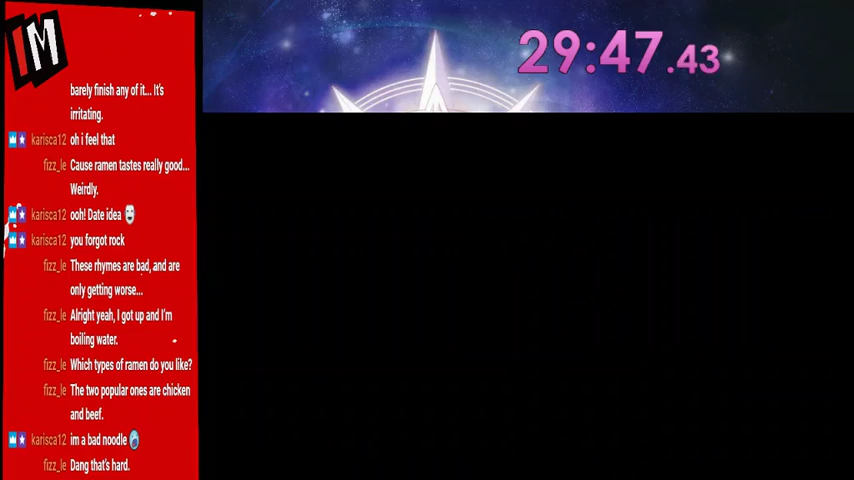 IM
29:47.43
barely finish any of it... It's
irritating.
karisca12 oh i feel that
fizz_le Cause ramen tastes really good...
Weirdly.
karisca12 ooh! Date idea
karisca12 you forgot rock
fizz_le These rhymes are bad, and are
only getting worse...
fizz_le Alright yeah, I got up and I'm
boiling water.
fizz_le Which types of ramen do you like?
fizz_le The two popular ones are chicken
and beef.
karisca12 im a bad noodle
fizz_le Dang that's hard.